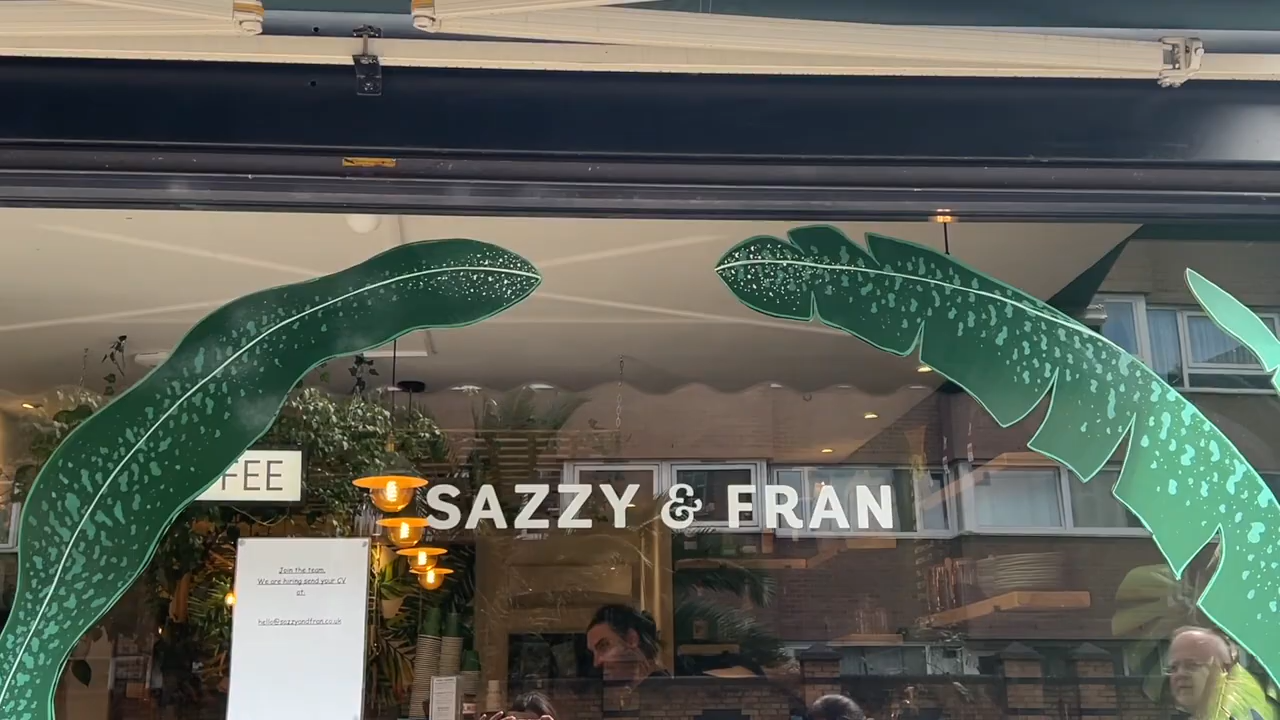 FEE
SAZZY & FRAN
Join the team.
We are hiring send your CV
at.
hello@sazzyandfran.co.uk